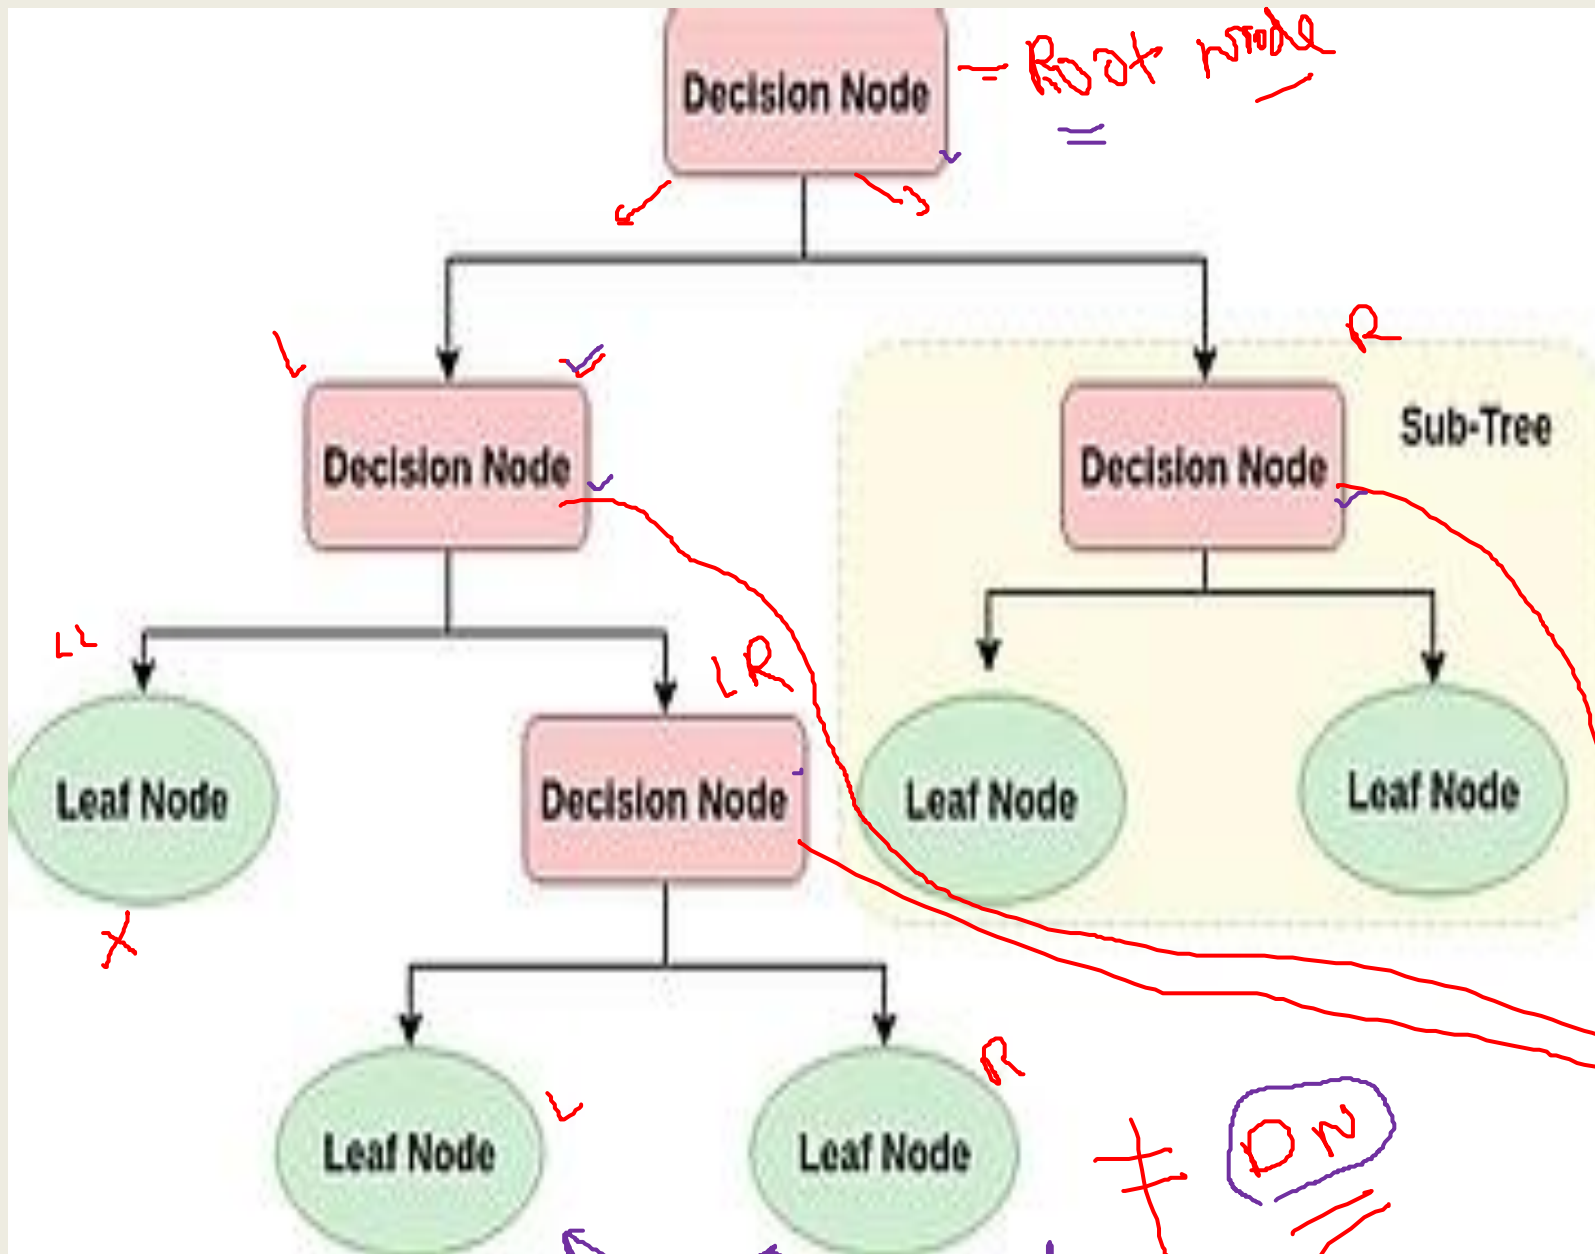 Decision Node
= Root node
L
R
Decision Node
Decision Node
Sub-Tree
LL
LR
Leaf Node
Decision Node
Leaf Node
Leaf Node
X
L
R
Leaf Node
Leaf Node
≠ DN